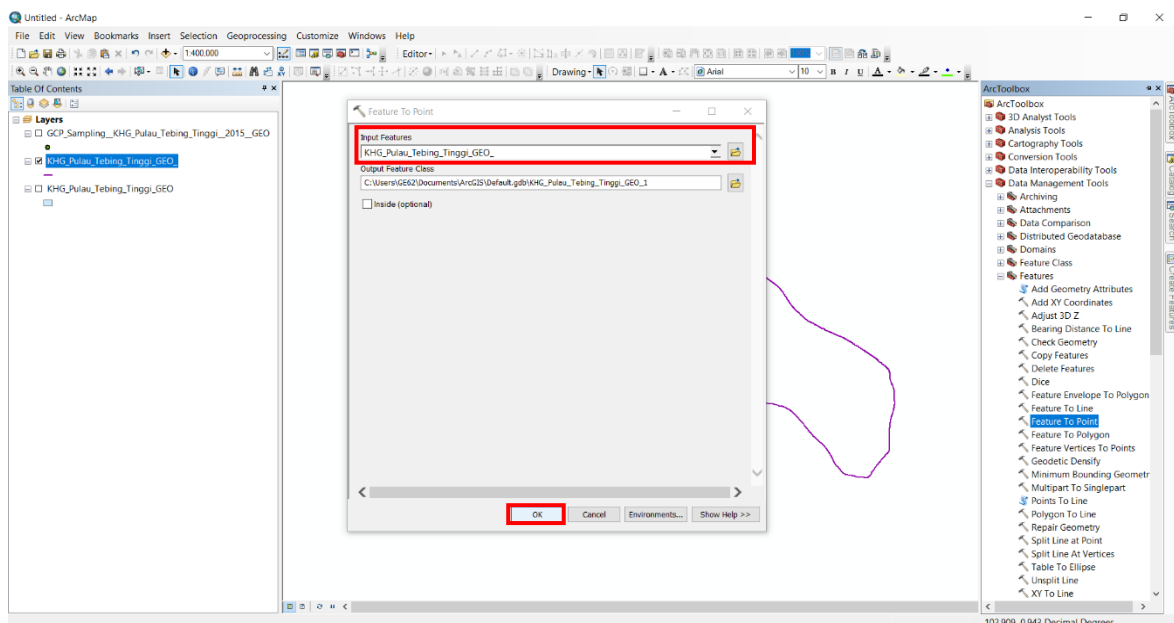 Untitled - ArcMap
File Edit View Bookmarks Insert Selection Geoprocessing Customize Windows Help
1:400.000
Editor
Drawing
Arial
10
B I U A
Table Of Contents
Layers
GCP_Sampling__KHG_Pulau_Tebing_Tinggi__2015_GEO
KHG_Pulau_Tebing_Tinggi_GEO_
KHG_Pulau_Tebing_Tinggi_GEO
Feature To Point
Input Features
KHG_Pulau_Tebing_Tinggi_GEO_
Output Feature Class
C:\Users\GE62\Documents\ArcGIS\Default.gdb\KHG_Pulau_Tebing_Tinggi_GEO_1
Inside (optional)
OK Cancel Environments... Show Help >>
ArcToolbox
ArcToolbox
3D Analyst Tools
Analysis Tools
Cartography Tools
Conversion Tools
Data Interoperability Tools
Data Management Tools
Archiving
Attachments
Data Comparison
Distributed Geodatabase
Domains
Feature Class
Features
Add Geometry Attributes
Add XY Coordinates
Adjust 3D Z
Bearing Distance To Line
Check Geometry
Copy Features
Delete Features
Dice
Feature Envelope To Polygon
Feature To Line
Feature To Point
Feature To Polygon
Feature Vertices To Points
Geodetic Densify
Minimum Bounding Geometr
Multipart To Singlepart
Points To Line
Polygon To Line
Repair Geometry
Split Line at Point
Split Line At Vertices
Table To Ellipse
Unsplit Line
XY To Line
ArcToolbox
Catalog
Search
Create Features
102,909 0,943 Decimal Degrees